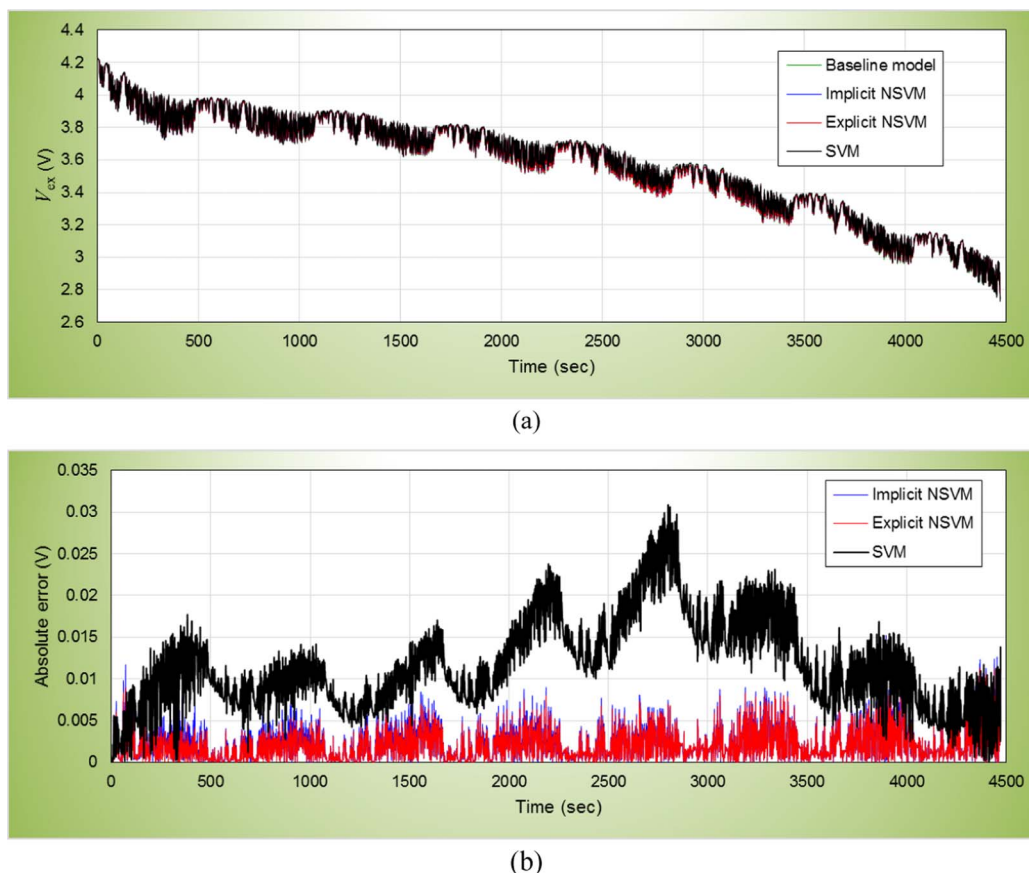 4.4
4.2
4
3.8
3.6
3.4
3.2
3
2.8
2.6
V_cx (V)
Baseline model
Implicit NSVM
Explicit NSVM
SVM
0 500 1000 1500 2000 2500 3000 3500 4000 4500
Time (sec)
(a)
0.035
0.03
0.025
0.02
0.015
0.01
0.005
0
Absolute error (V)
Implicit NSVM
Explicit NSVM
SVM
0 500 1000 1500 2000 2500 3000 3500 4000 4500
Time (sec)
(b)